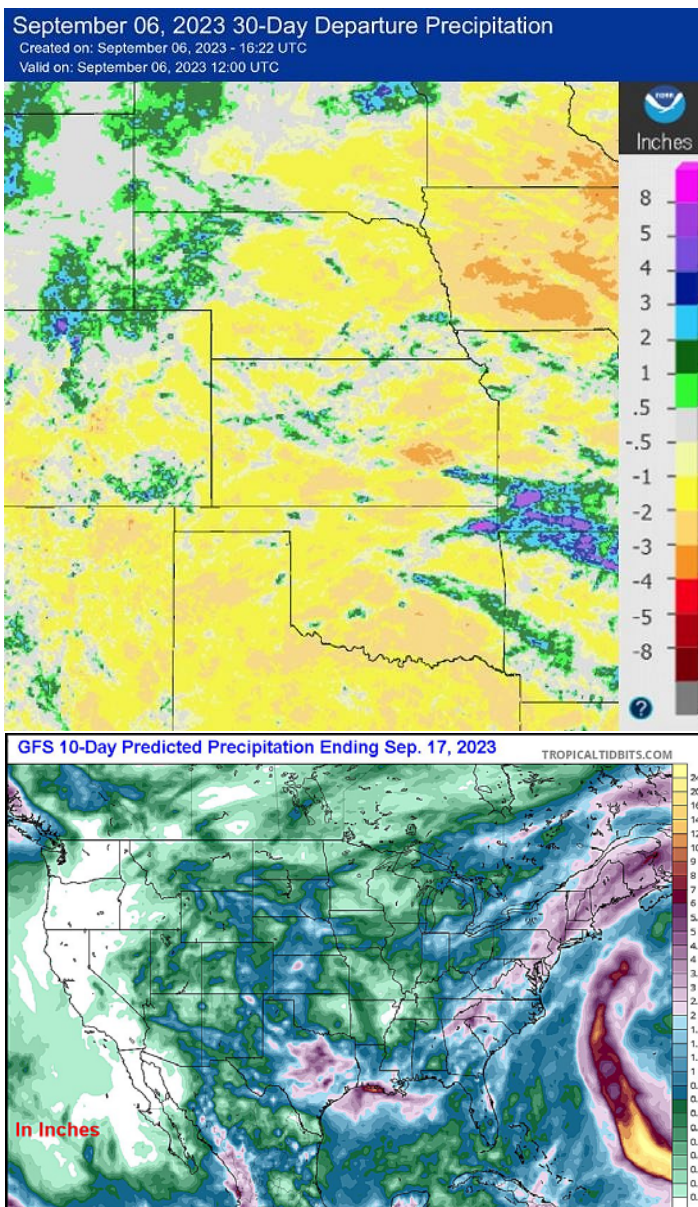 September 06, 2023 30-Day Departure Precipitation
Created on: September 06, 2023 - 16:22 UTC
Valid on: September 06, 2023 12:00 UTC
Inches
8
5
4
3
2
1
.5
-.5
-1
-2
-3
-4
-5
-8
?
GFS 10-Day Predicted Precipitation Ending Sep. 17, 2023
TROPICALTIDBITS.COM
In Inches